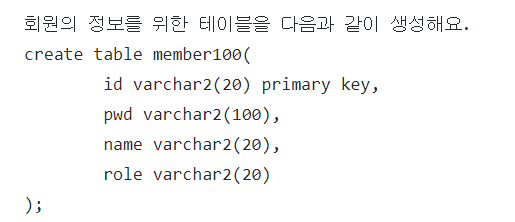 회원의 정보를 위한 테이블을 다음과 같이 생성해요.
create table member100(
        id varchar2(20) primary key,
        pwd varchar2(100),
        name varchar2(20),
        role varchar2(20)
);